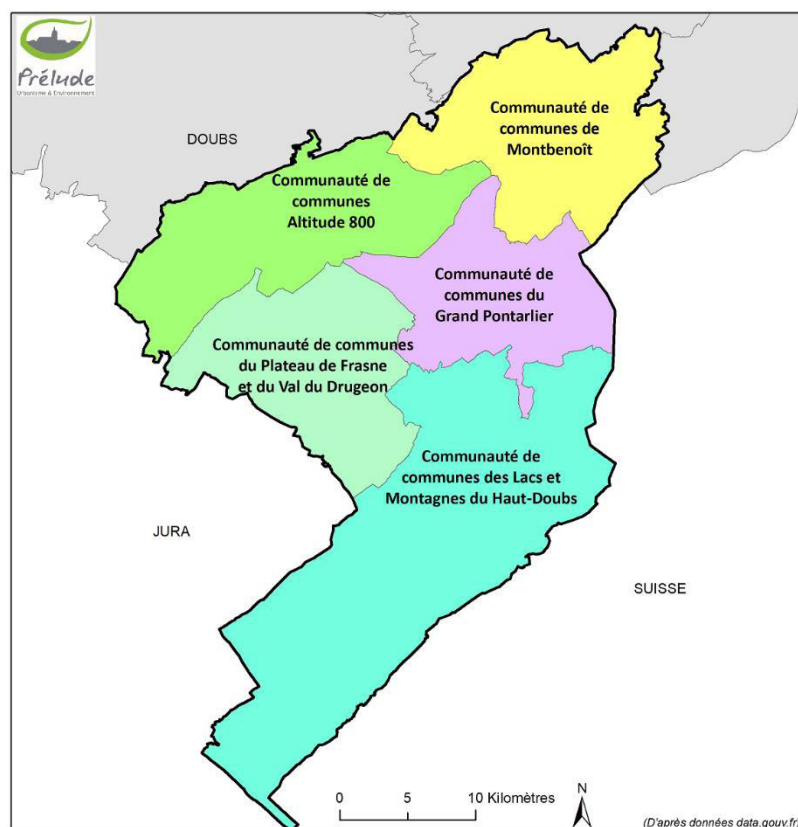 Prélude
Urbanisme & Environnement
DOUBS
Communauté de
communes de
Montbenoît
Communauté de
communes
Altitude 800
Communauté de
communes du
Grand Pontarlier
Communauté de communes
du Plateau de Frasne
et du Val du Drugeon
Communauté de
communes des Lacs et
Montagnes du Haut-Doubs
JURA
SUISSE
0 5 10 Kilomètres
N
(D'après données data.gouv.fr)